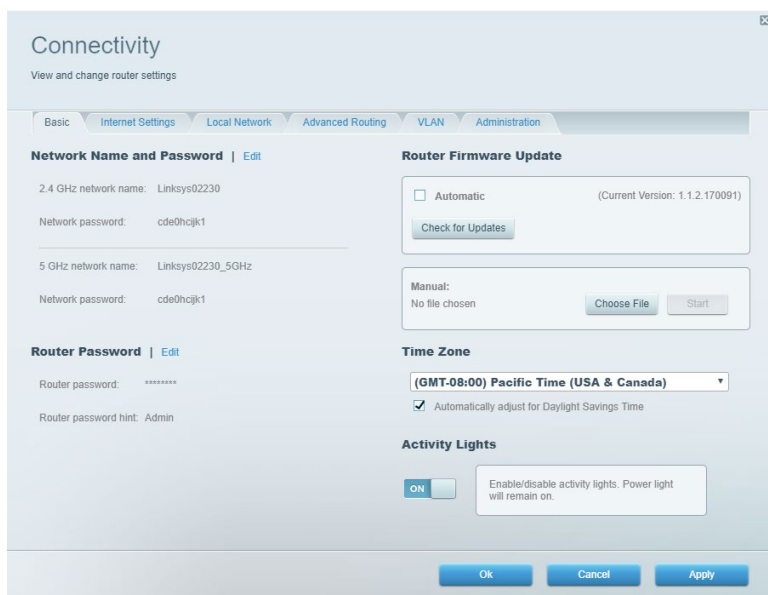 Connectivity
View and change router settings
Basic Internet Settings Local Network Advanced Routing VLAN Administration
Network Name and Password | Edit
2.4 GHz network name: Linksys02230
Network password: cde0hcijk1
5 GHz network name: Linksys02230_5GHz
Network password: cde0hcijk1
Router Password | Edit
Router password: ********
Router password hint: Admin
Router Firmware Update
Automatic (Current Version: 1.1.2.170091)
Check for Updates
Manual:
No file chosen Choose File Start
Time Zone
(GMT-08:00) Pacific Time (USA & Canada)
Automatically adjust for Daylight Savings Time
Activity Lights
ON
Enable/disable activity lights. Power light
will remain on.
Ok Cancel Apply